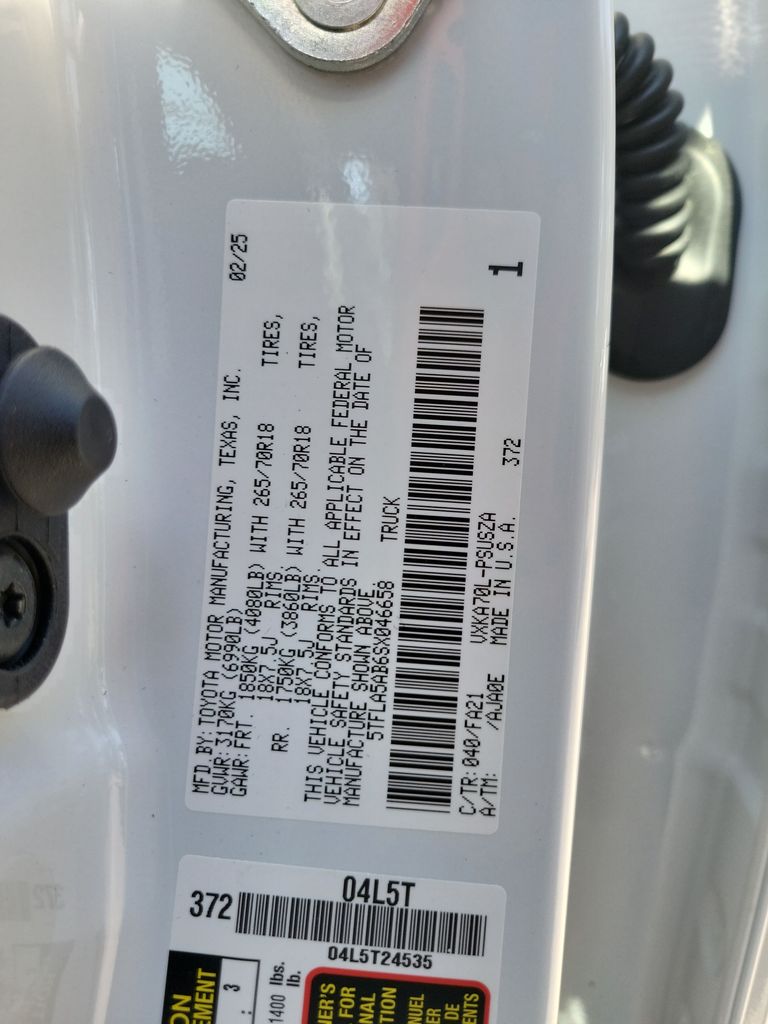 MFD.BY:TOYOTA MOTOR MANUFACTURING, TEXAS, INC. 02/25
GVWR:3170KG (6990LB)
GAWR:FRT. 1850KG (4080LB) WITH 265/70R18 TIRES,
18X7.5J RIMS
RR. 1750KG (3860LB) WITH 265/70R18 TIRES,
18X7.5J RIMS
THIS VEHICLE CONFORMS TO ALL APPLICABLE FEDERAL MOTOR
VEHICLE SAFETY STANDARDS IN EFFECT ON THE DATE OF
MANUFACTURE SHOWN ABOVE.
5TFLA5AB6SX046658 TRUCK
1
C/TR:040/FA21 VXKA70L-PSUSZA
A/TM: /AJA0E MADE IN U.S.A. 372
372
04L5T
04L5T24535
: 3
1400 lbs.
lb.